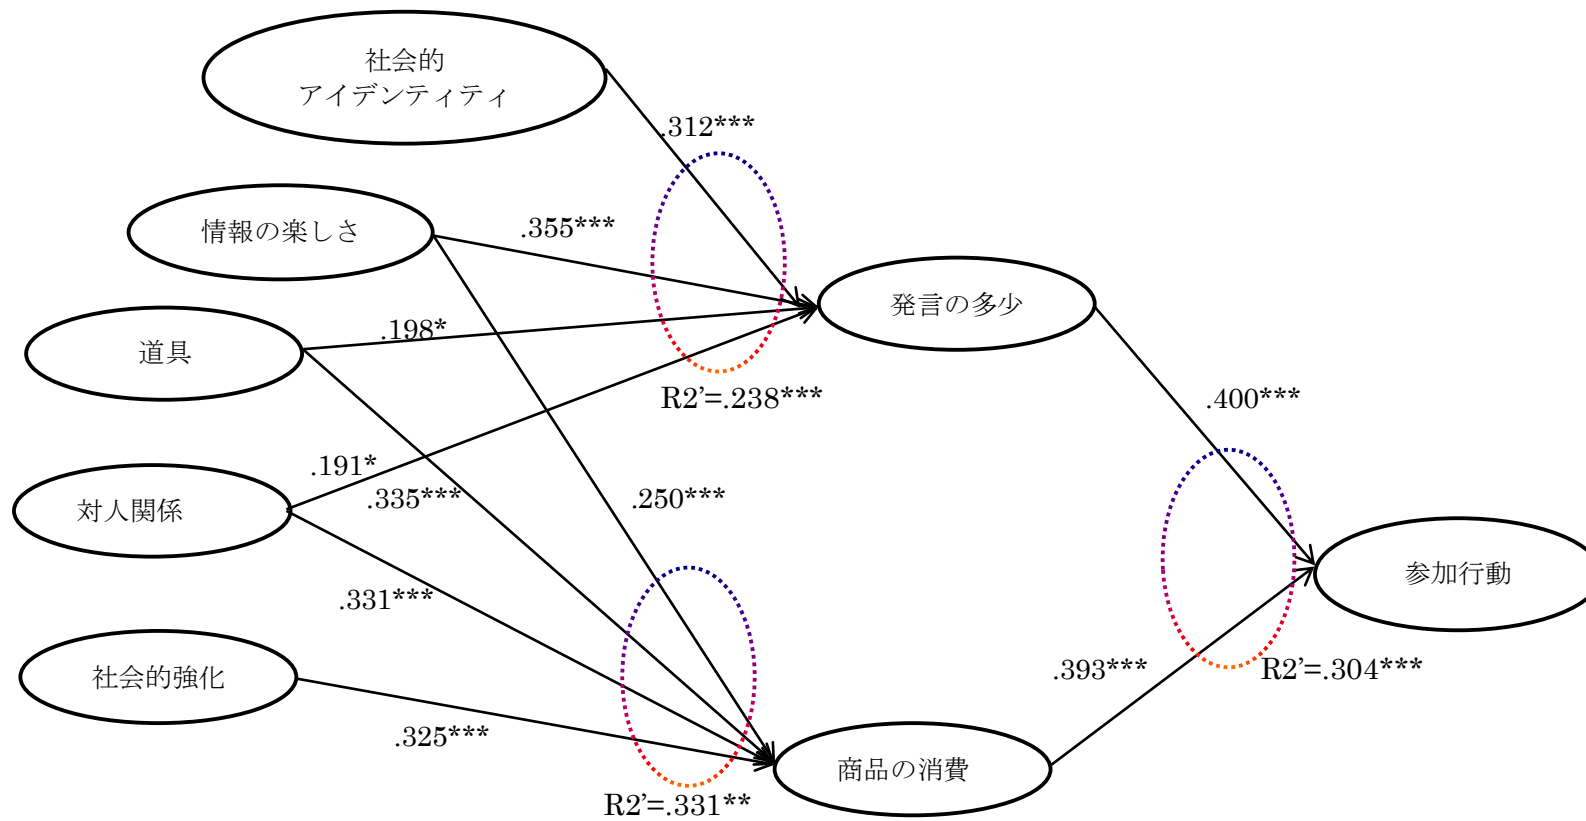 社会的
アイデンティティ
.312***
情報の楽しさ
.355***
発言の多少
道具
.198*
R2’=.238***
.400***
.191*
.335***
.250***
対人関係
参加行動
.331***
社会的強化
.393***
R2’=.304***
.325***
商品の消費
R2’=.331**